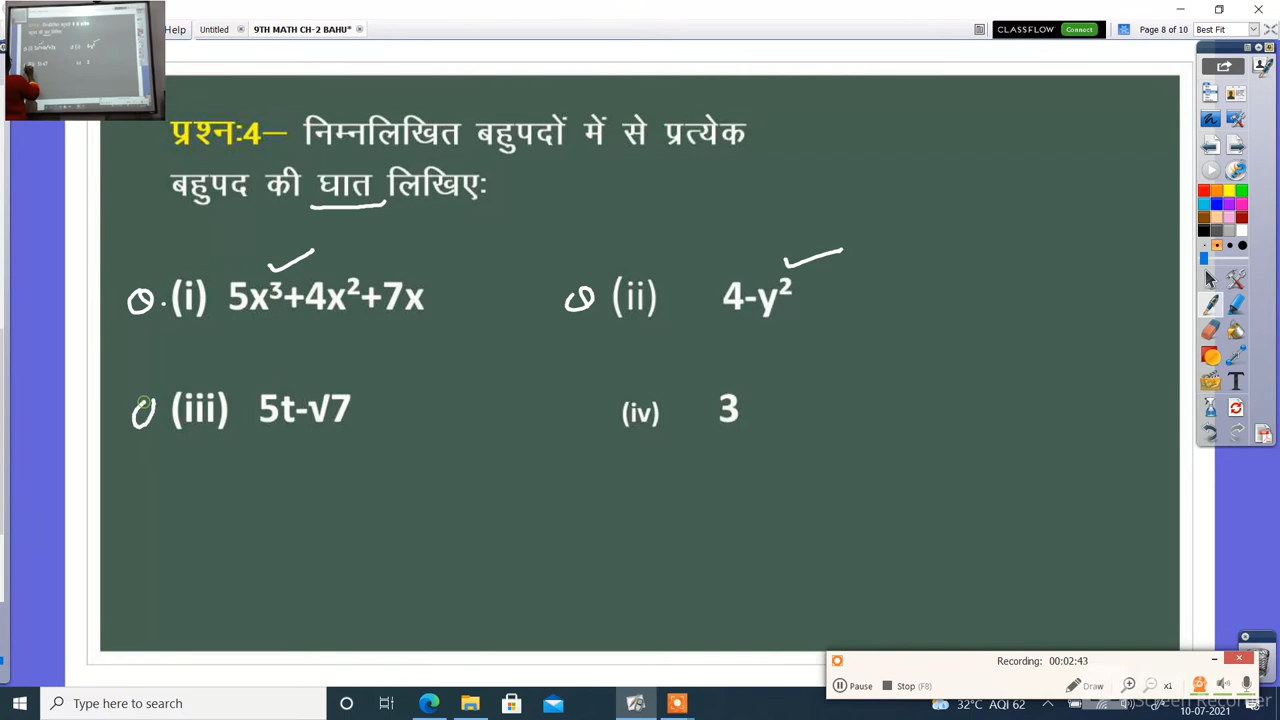 Help
Untitled
9TH MATH CH-2 BAHU*
CLASSFLOW
Connect
Page 8 of 10
Best Fit
प्रश्न:4– निम्नलिखित बहुपदों में से प्रत्येक
बहुपद की घात लिखिए:
(i) 5x³+4x²+7x
(ii) 4-y²
(iii) 5t-√7
(iv) 3
Recording: 00:02:43
Pause
Stop (F8)
Draw
x1
Type here to search
32°C AQI 62
10-07-2021